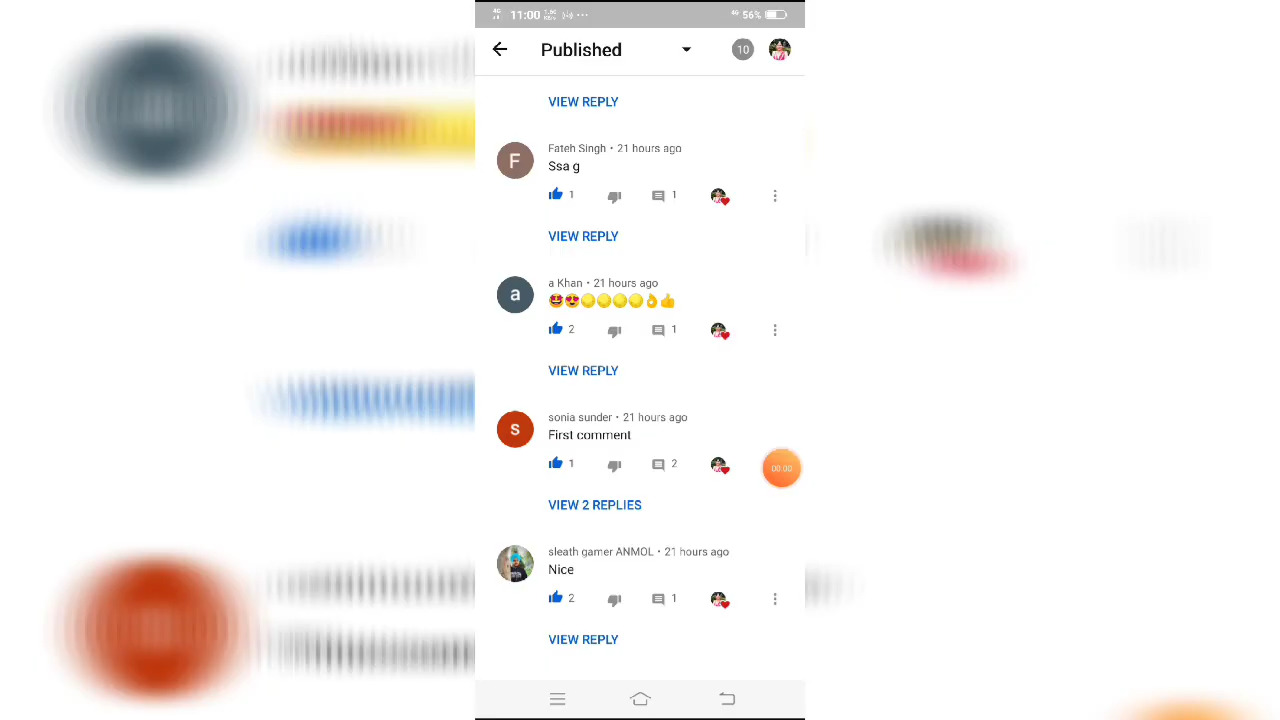 4G 11:00 ··· 4G 56%
Published 10
VIEW REPLY
Fateh Singh • 21 hours ago
F
Ssa g
1 1
VIEW REPLY
a Khan • 21 hours ago
a
🤩😍🟡🟡🟡🟡👌👍
2 1
VIEW REPLY
sonia sunder • 21 hours ago
s
First comment
1 2
00:00
VIEW 2 REPLIES
sleath gamer ANMOL • 21 hours ago
Nice
2 1
VIEW REPLY